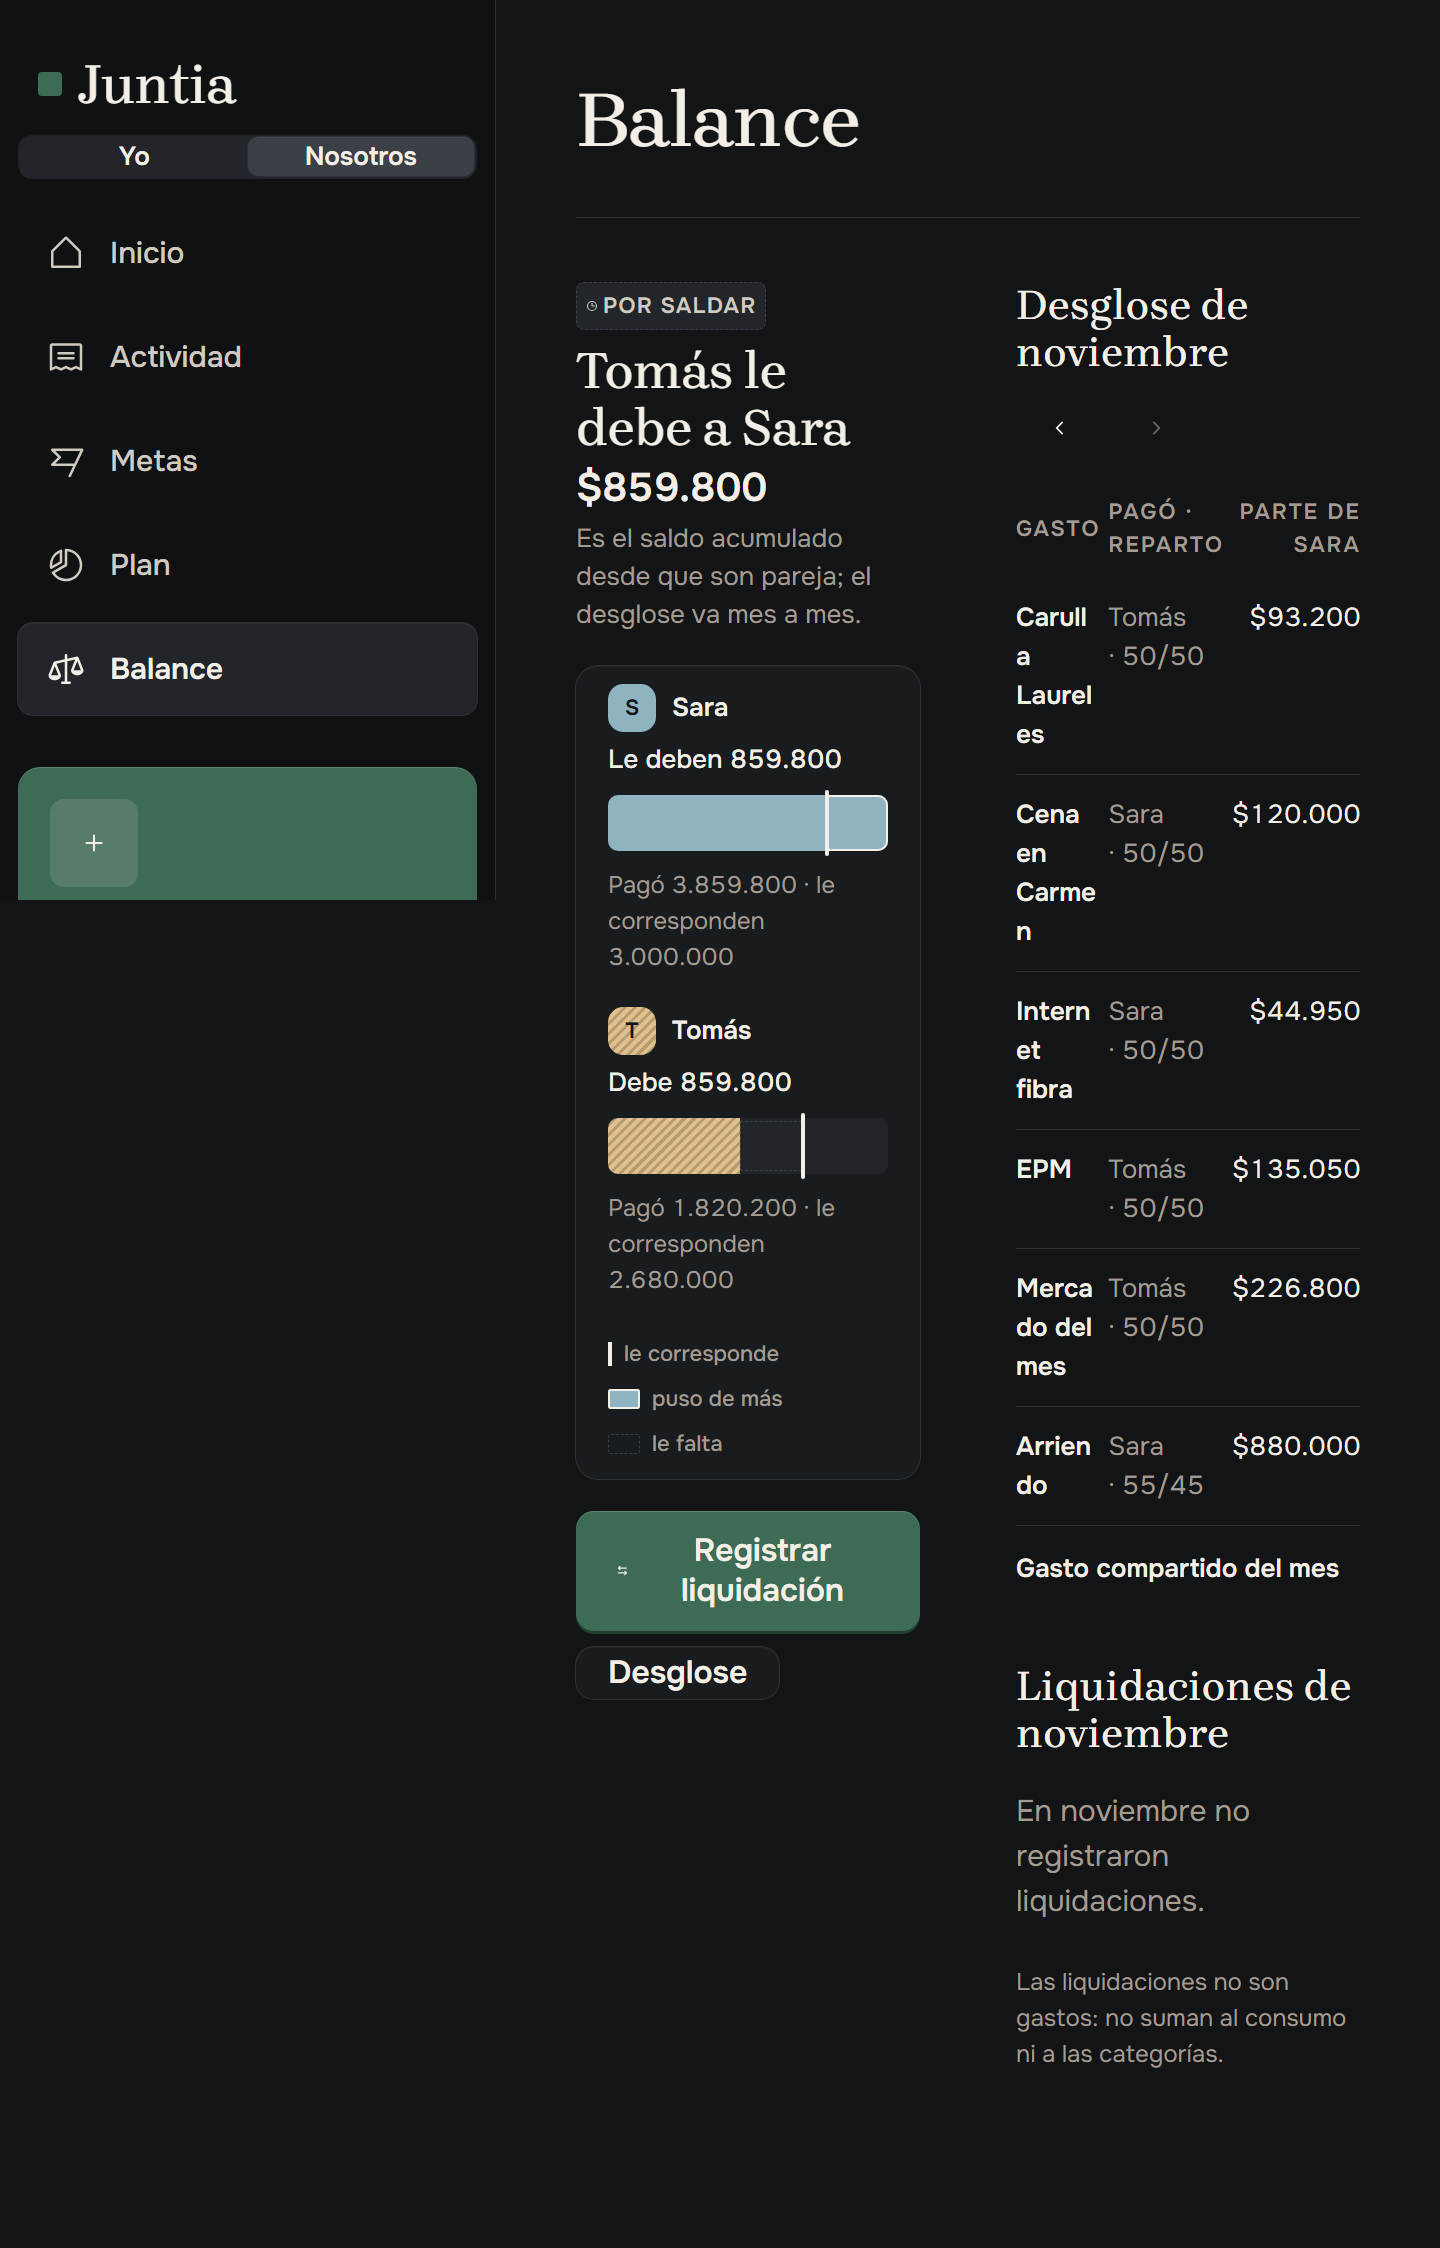 Juntia
Yo
Nosotros
Inicio
Actividad
Metas
Plan
Balance
+
Balance
POR SALDAR
Tomás le
debe a Sara
$859.800
Es el saldo acumulado
desde que son pareja; el
desglose va mes a mes.
S Sara
Le deben 859.800
Pagó 3.859.800 · le
corresponden
3.000.000
T Tomás
Debe 859.800
Pagó 1.820.200 · le
corresponden
2.680.000
le corresponde
puso de más
le falta
Registrar
liquidación
Desglose
Desglose de
noviembre
GASTO PAGÓ · REPARTO PARTE DE SARA
Carull
a
Laurel
es
Tomás
· 50/50
$93.200
Cena
en
Carme
n
Sara
· 50/50
$120.000
Intern
et
fibra
Sara
· 50/50
$44.950
EPM
Tomás
· 50/50
$135.050
Merca
do del
mes
Tomás
· 50/50
$226.800
Arrien
do
Sara
· 55/45
$880.000
Gasto compartido del mes
Liquidaciones de
noviembre
En noviembre no
registraron
liquidaciones.
Las liquidaciones no son
gastos: no suman al consumo
ni a las categorías.